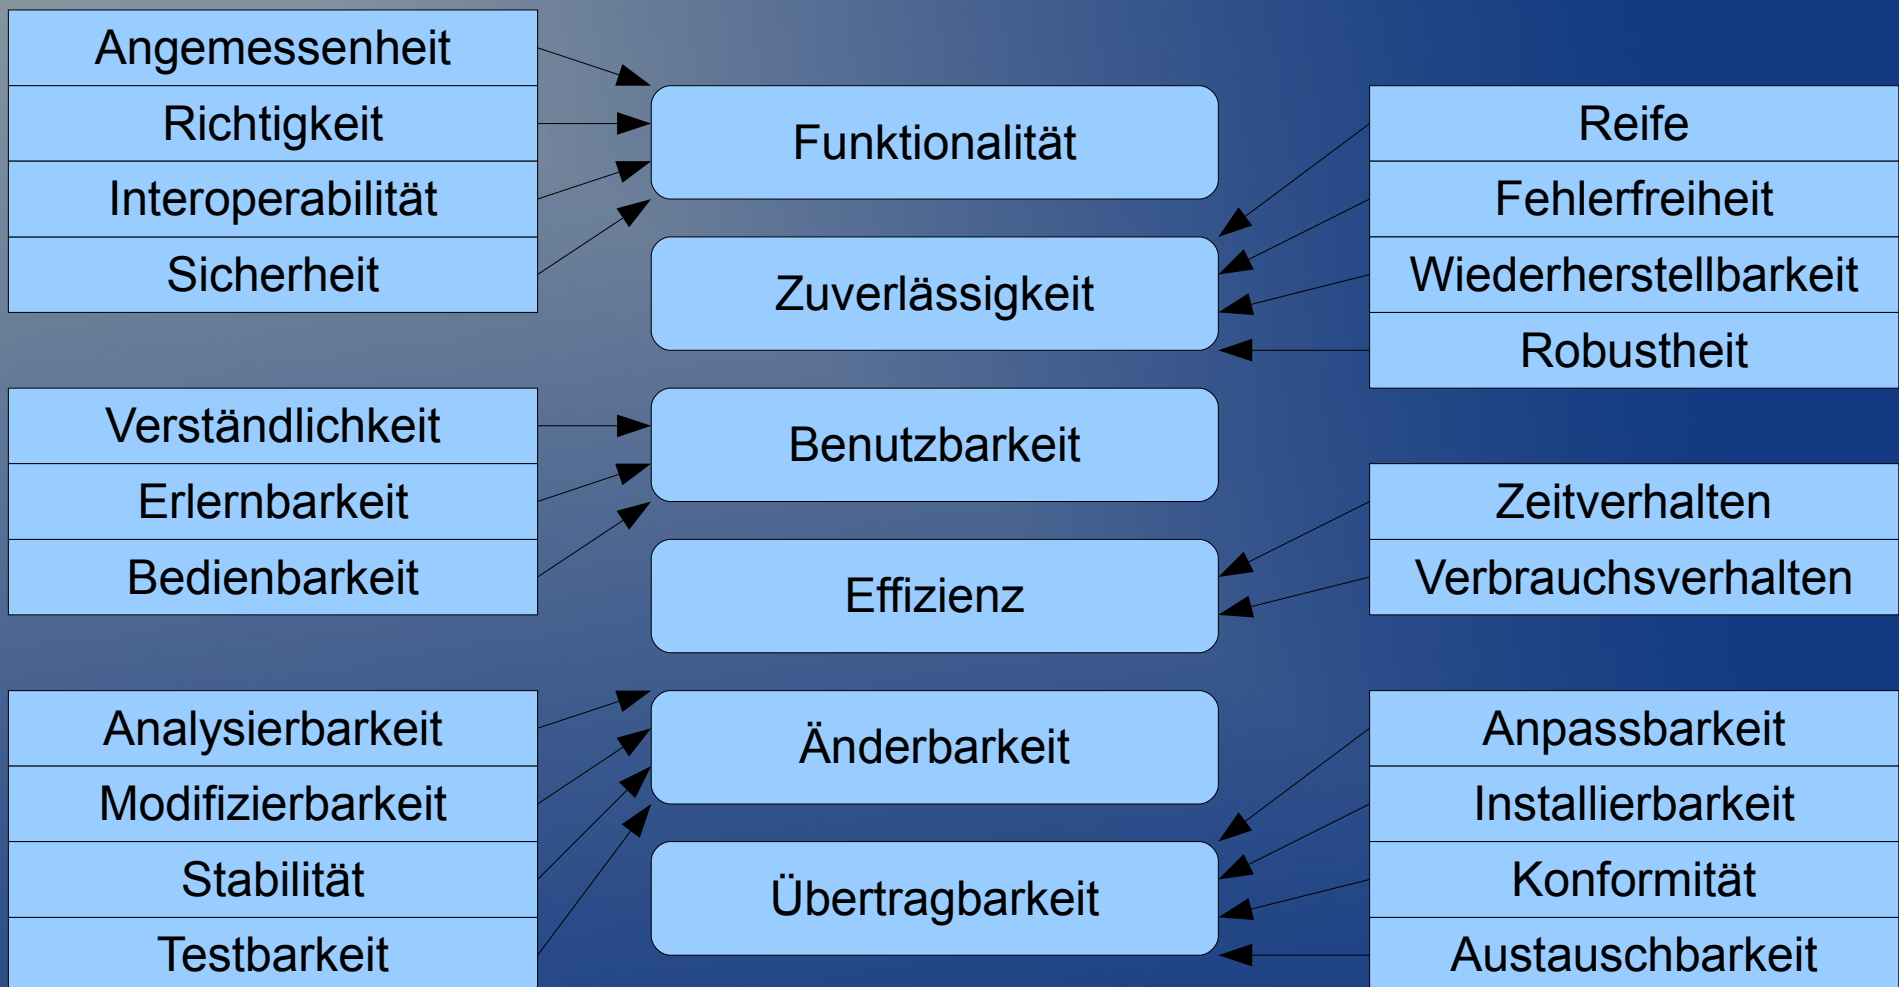 Angemessenheit
Richtigkeit
Interoperabilität
Sicherheit
Funktionalität
Reife
Fehlerfreiheit
Wiederherstellbarkeit
Robustheit
Zuverlässigkeit
Verständlichkeit
Erlernbarkeit
Bedienbarkeit
Benutzbarkeit
Zeitverhalten
Verbrauchsverhalten
Effizienz
Analysierbarkeit
Modifizierbarkeit
Stabilität
Testbarkeit
Änderbarkeit
Anpassbarkeit
Installierbarkeit
Konformität
Austauschbarkeit
Übertragbarkeit